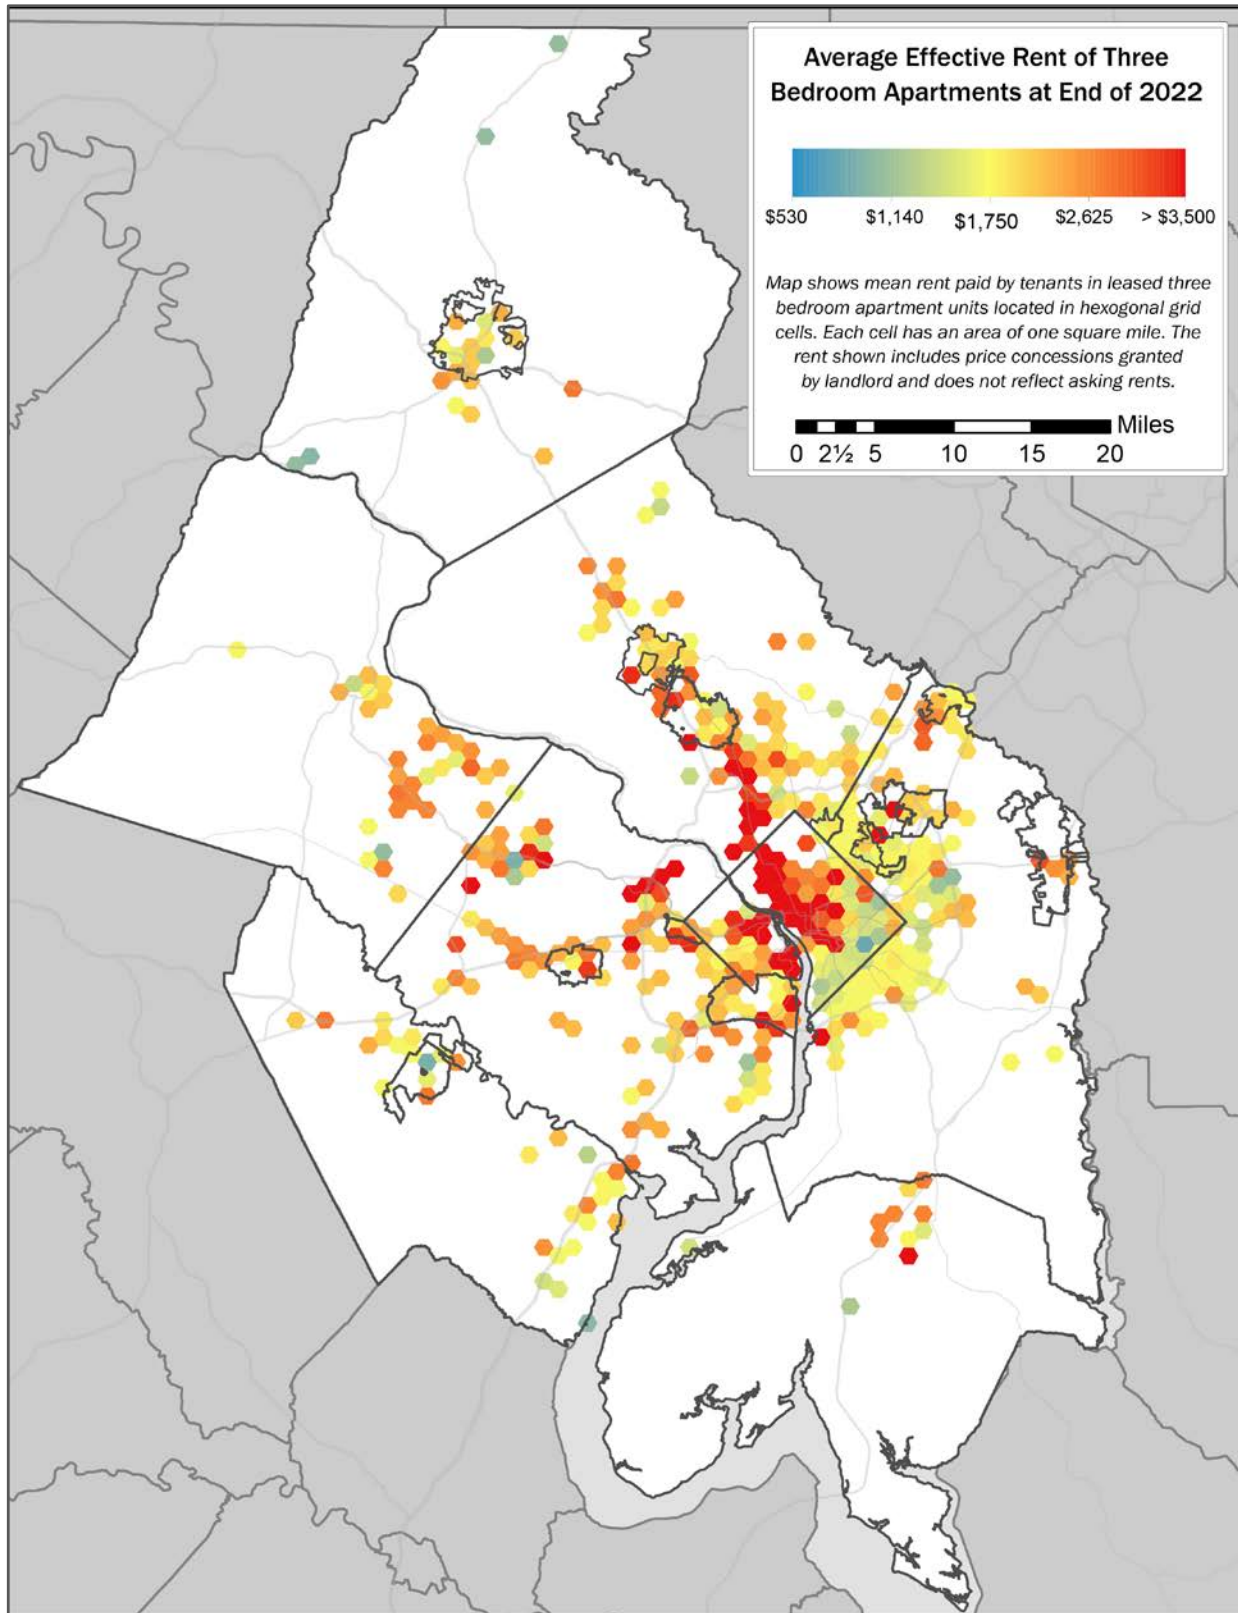 Average Effective Rent of Three
Bedroom Apartments at End of 2022
$530 $1,140 $1,750 $2,625 > $3,500
Map shows mean rent paid by tenants in leased three
bedroom apartment units located in hexogonal grid
cells. Each cell has an area of one square mile. The
rent shown includes price concessions granted
by landlord and does not reflect asking rents.
Miles
0 2½ 5 10 15 20